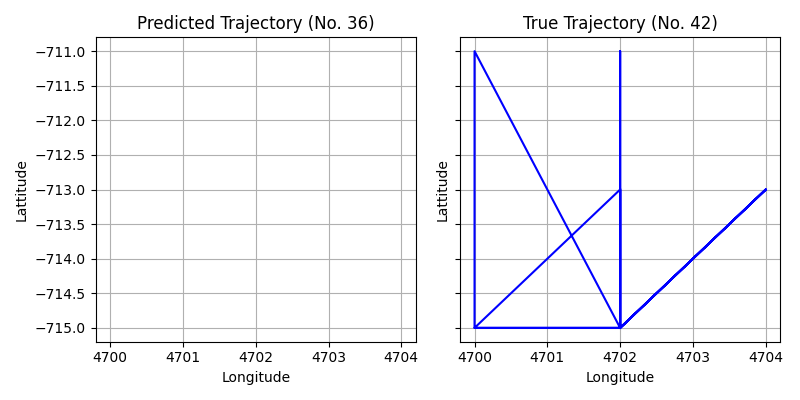 Predicted Trajectory (No. 36)
True Trajectory (No. 42)
−711.0
−711.5
−712.0
−712.5
−713.0
−713.5
−714.0
−714.5
−715.0
Lattitude
Lattitude
4700 4701 4702 4703 4704
4700 4701 4702 4703 4704
Longitude
Longitude